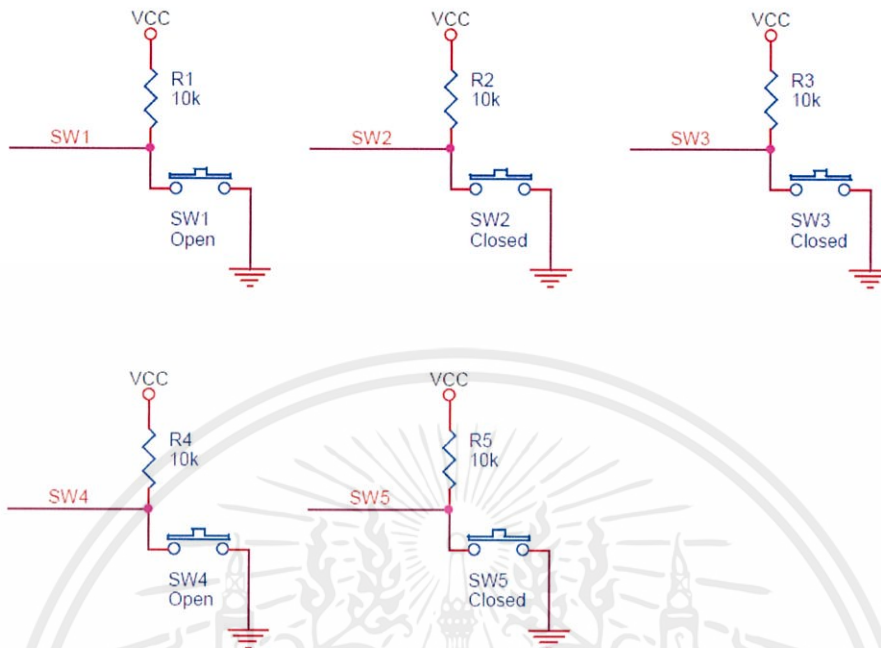 VCC
R1
10k
SW1
SW1
Open
VCC
R2
10k
SW2
SW2
Closed
VCC
R3
10k
SW3
SW3
Closed
VCC
R4
10k
SW4
SW4
Open
VCC
R5
10k
SW5
SW5
Closed